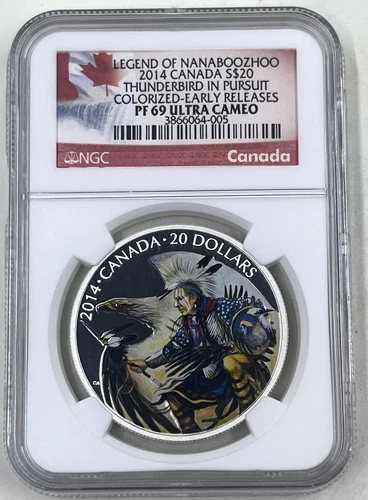 LEGEND OF NANABOOZHOO
2014 CANADA S$20
THUNDERBIRD IN PURSUIT
COLORIZED-EARLY RELEASES
PF 69 ULTRA CAMEO
3866064-005
NGC
Canada
2014 • CANADA • 20 DOLLARS
CA